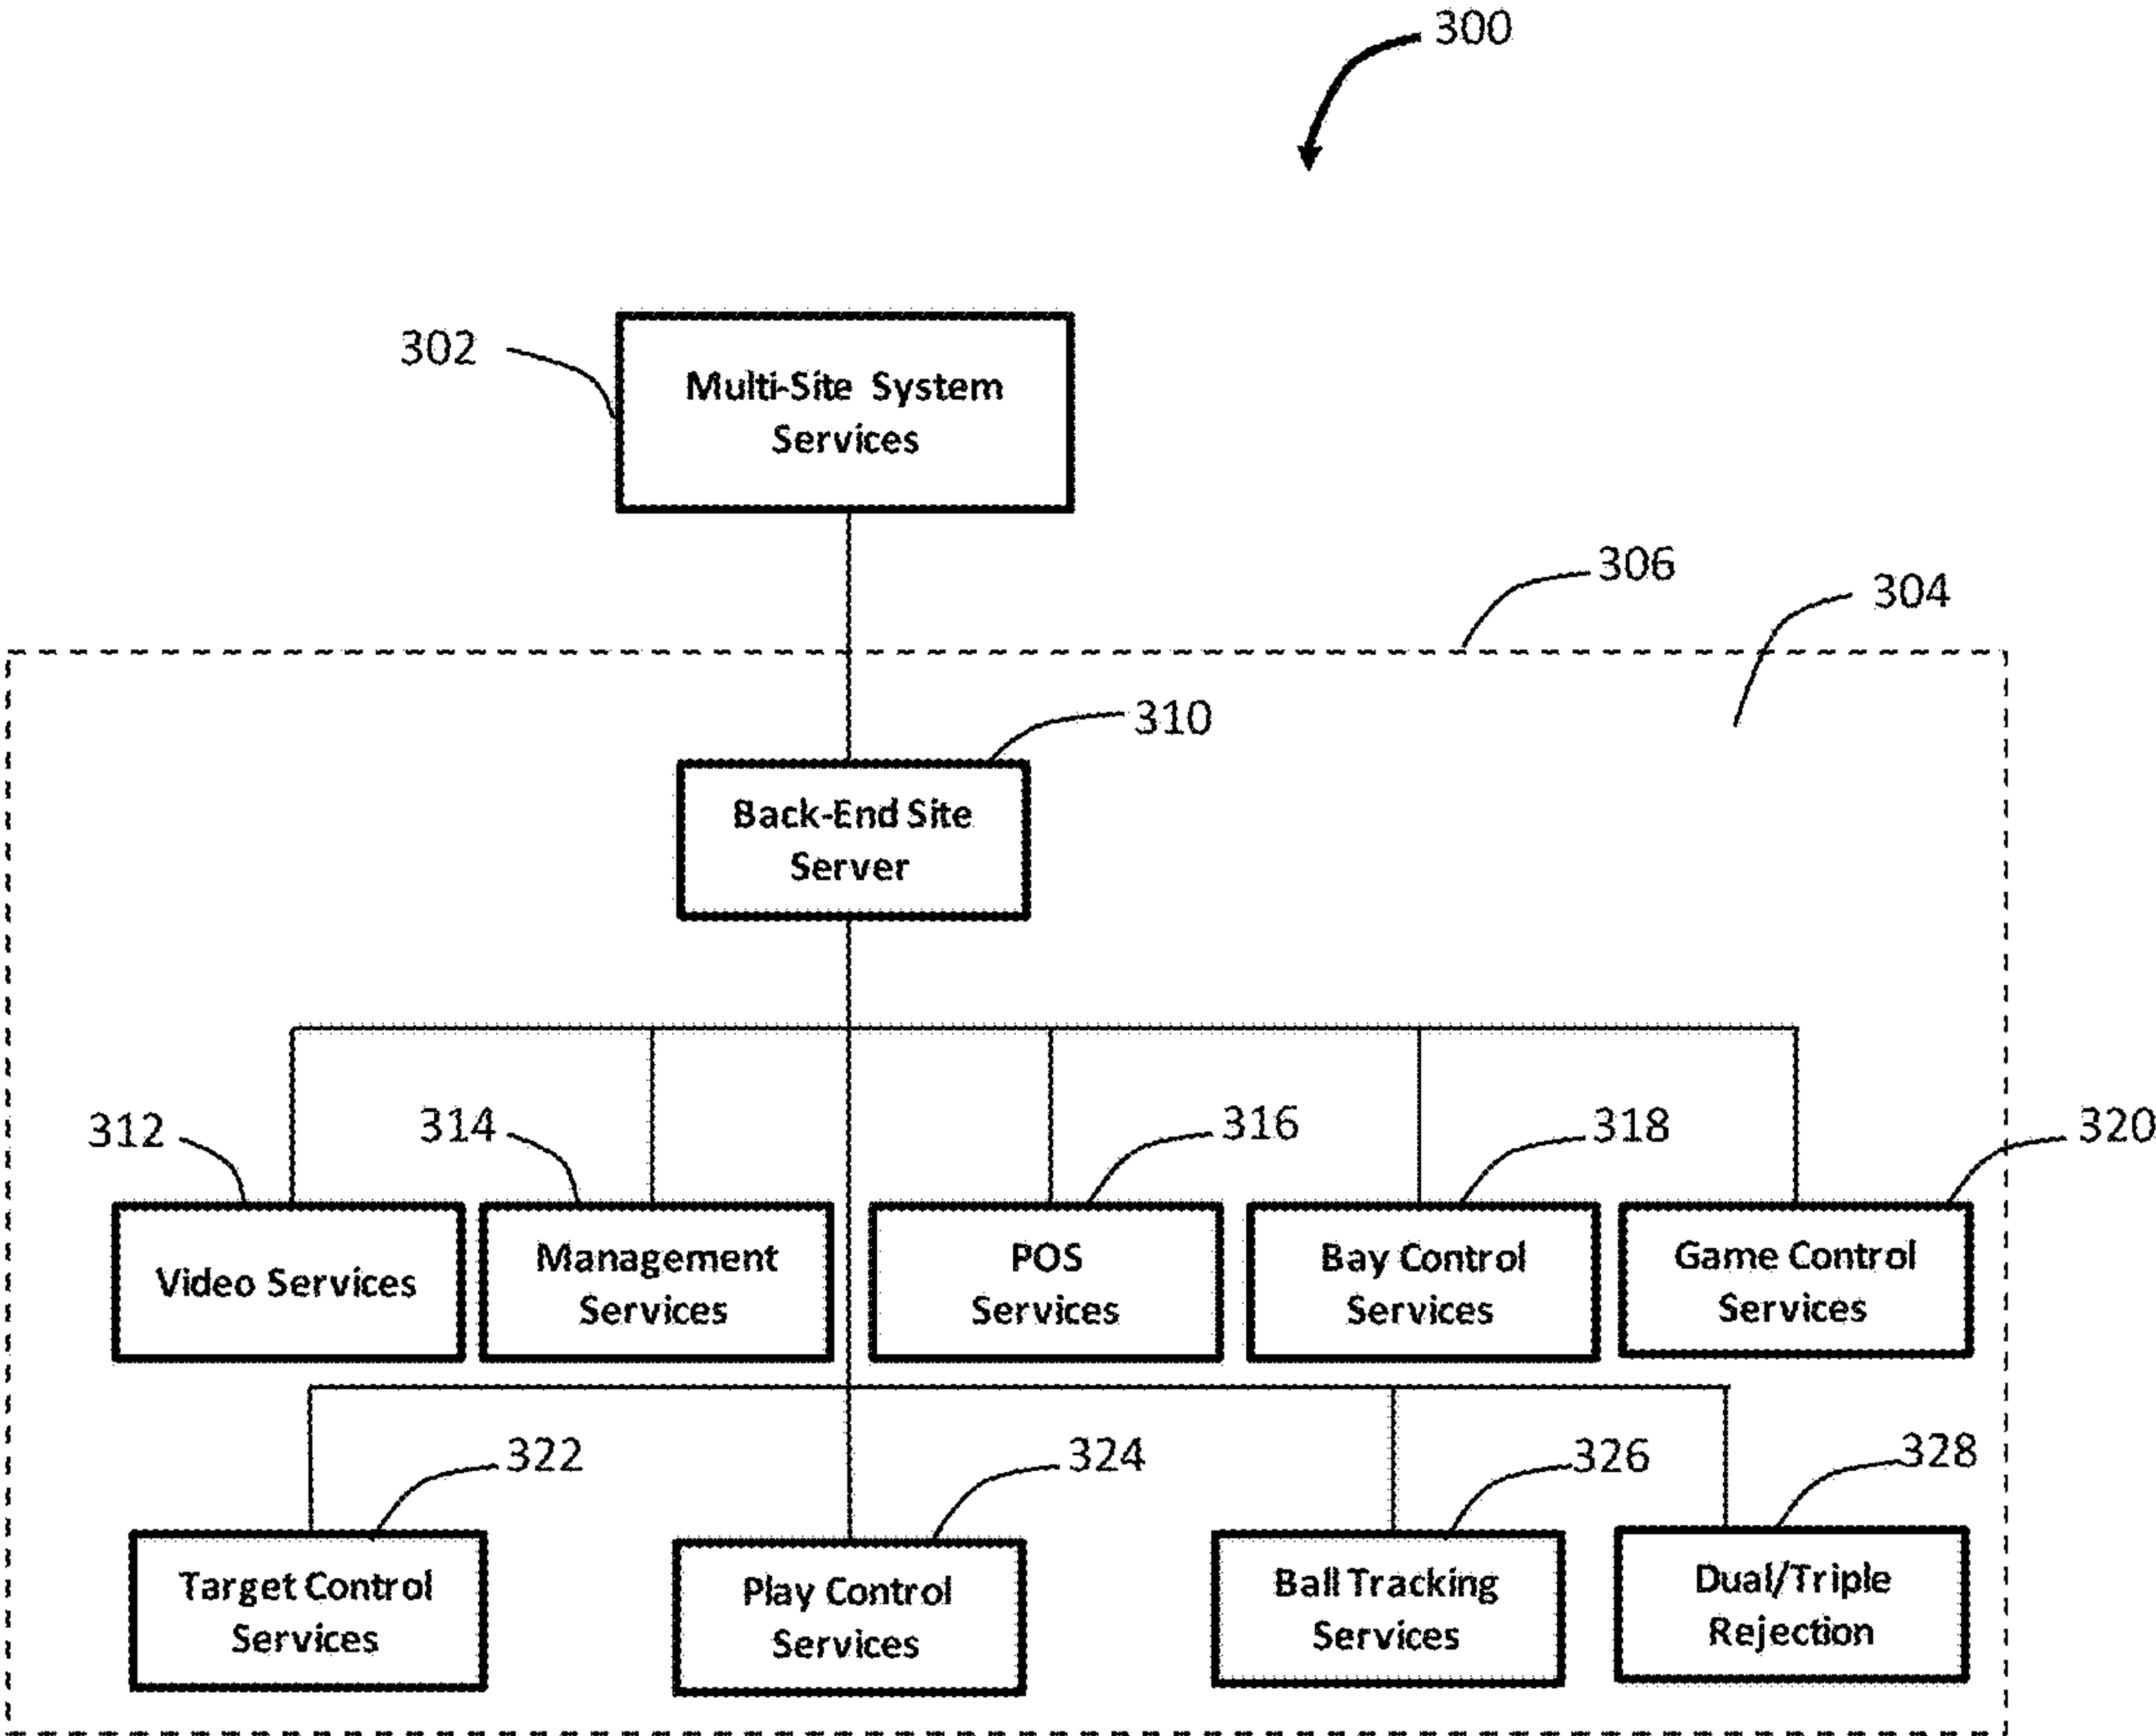 300
302
Multi-Site System
Services
306
304
310
Back-End Site
Server
312
314
316
318
320
Video Services
Management
Services
POS
Services
Bay Control
Services
Game Control
Services
322
324
326
328
Target Control
Services
Play Control
Services
Ball Tracking
Services
Dual/Triple
Rejection